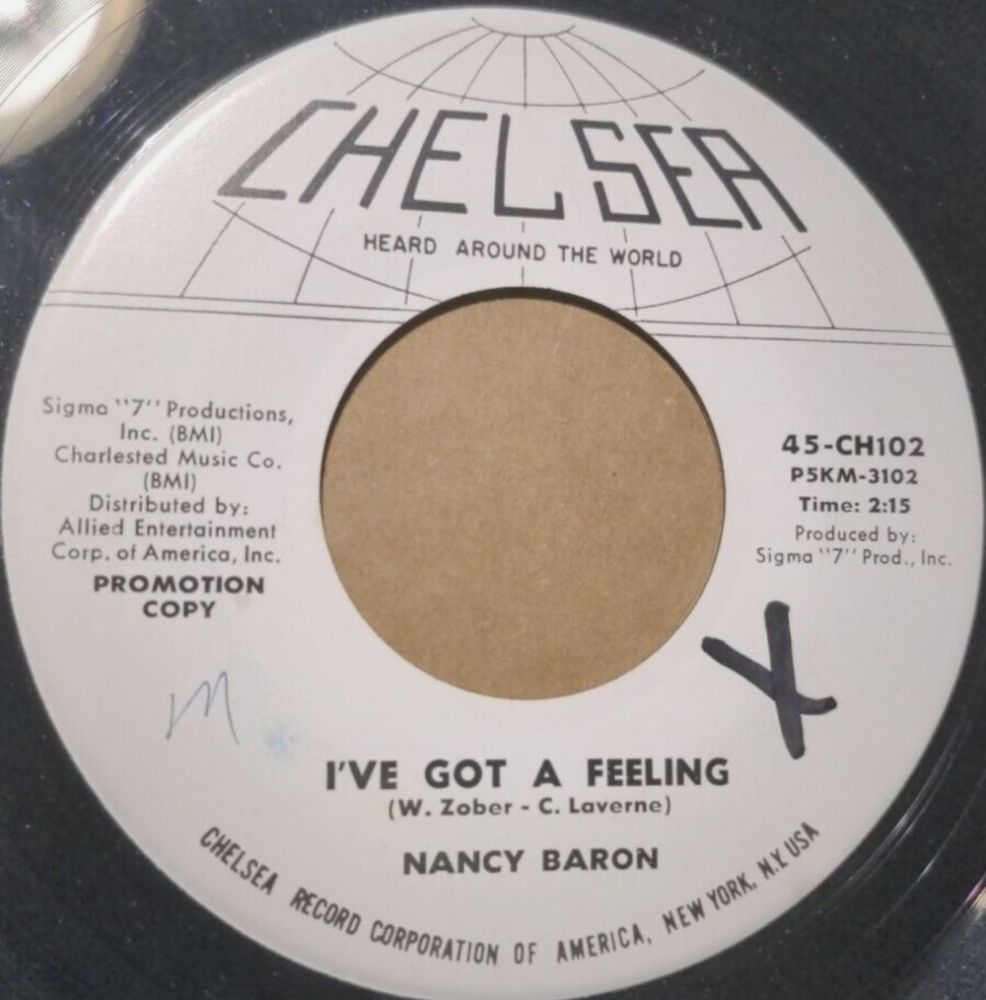 CHELSEA
HEARD AROUND THE WORLD
Sigma "7" Productions,
Inc. (BMI)
Charlested Music Co.
(BMI)
Distributed by:
Allied Entertainment
Corp. of America, Inc.
PROMOTION
COPY
45-CH102
P5KM-3102
Time: 2:15
Produced by:
Sigma "7" Prod., Inc.
M
X
I'VE GOT A FEELING
(W. Zober - C. Laverne)
NANCY BARON
CHELSEA RECORD CORPORATION OF AMERICA, NEW YORK, N.Y. USA